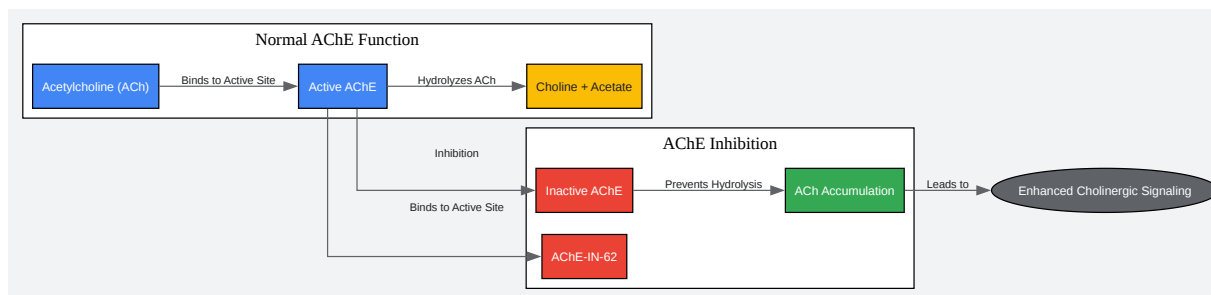 Normal AChE Function
Acetylcholine (ACh)
Binds to Active Site
Active AChE
Hydrolyzes ACh
Choline + Acetate
Inhibition
Binds to Active Site
AChE Inhibition
Inactive AChE
Prevents Hydrolysis
ACh Accumulation
Leads to
Enhanced Cholinergic Signaling
AChE-IN-62